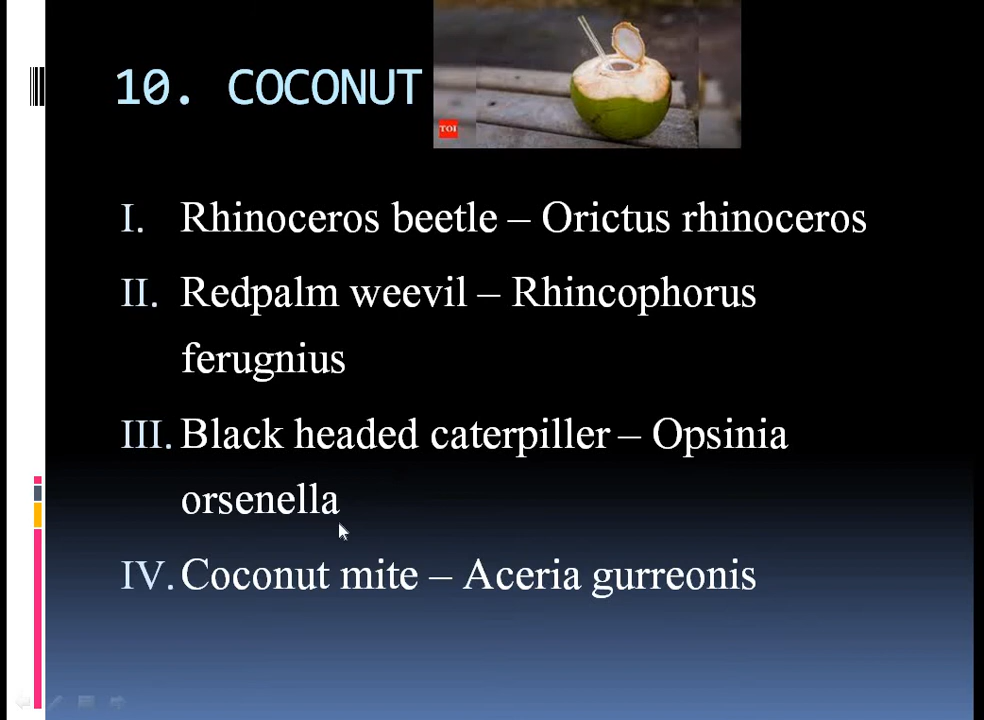 10. COCONUT
TOI
I. Rhinoceros beetle – Orictus rhinoceros
II. Redpalm weevil – Rhincophorus
ferugnius
III. Black headed caterpiller – Opsinia
orsenella
IV. Coconut mite – Aceria gurreonis